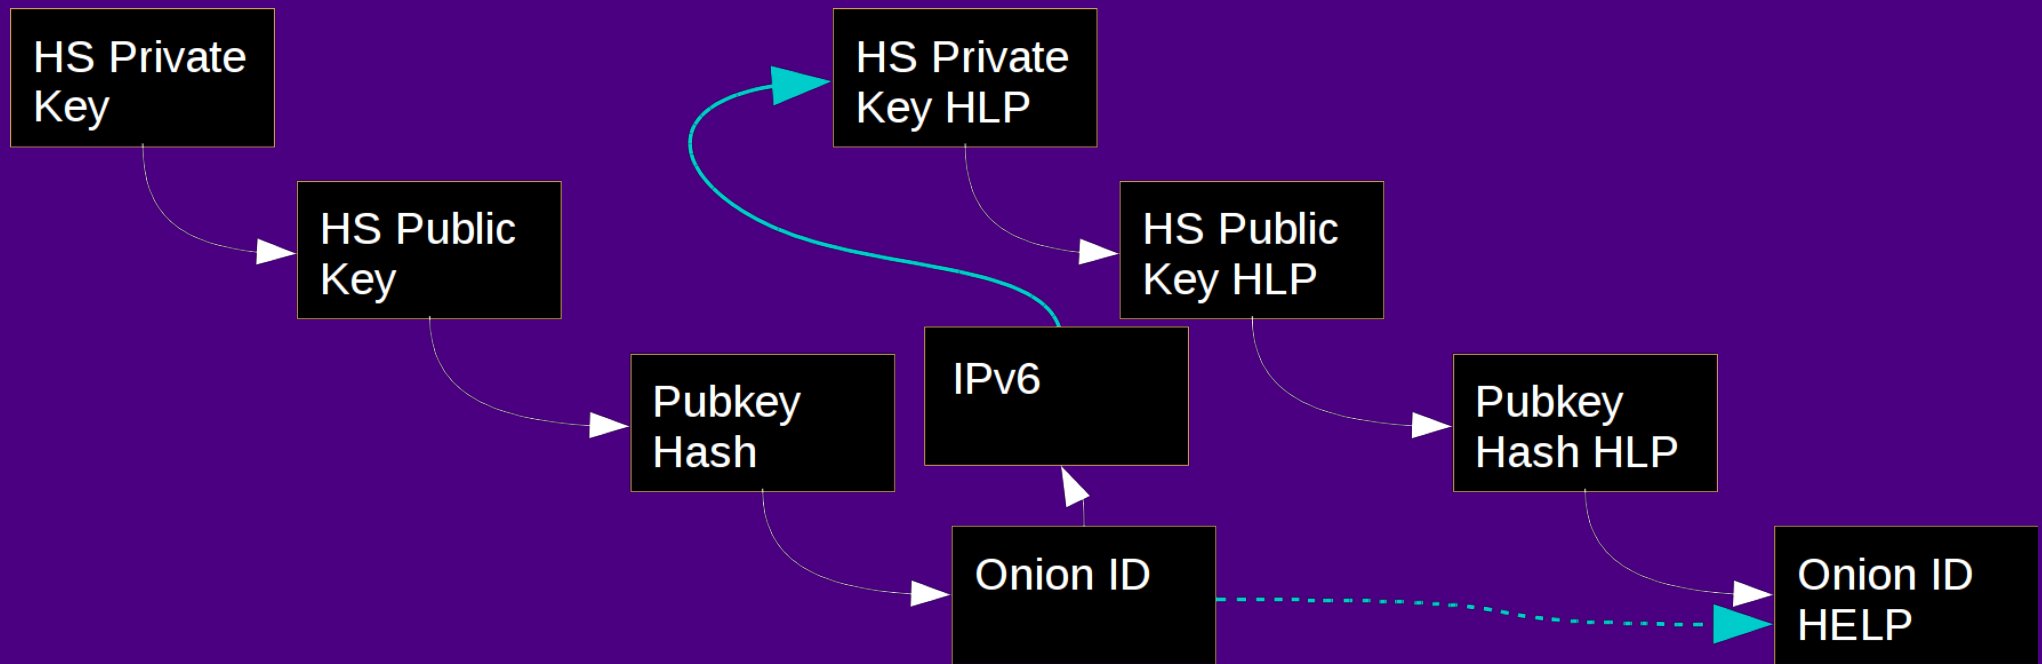 HS Private
Key
HS Private
Key HLP
HS Public
Key
HS Public
Key HLP
Pubkey
Hash
IPv6
Pubkey
Hash HLP
Onion ID
Onion ID
HELP